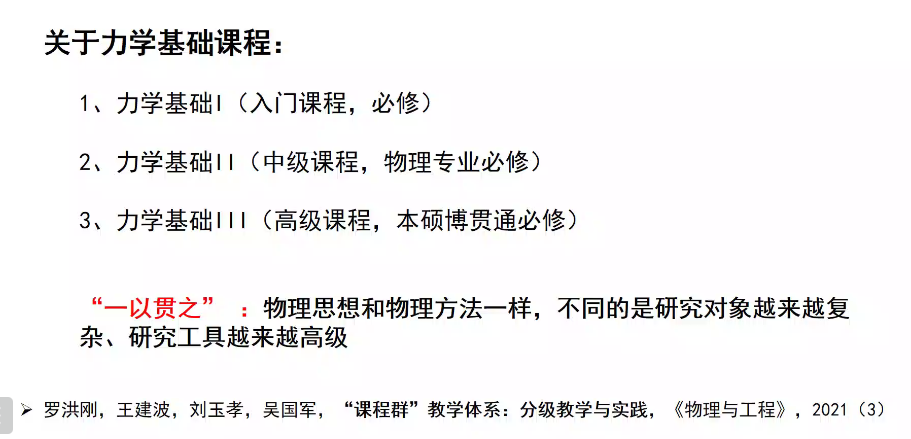 关于力学基础课程：
1、力学基础I（入门课程，必修）
2、力学基础II（中级课程，物理专业必修）
3、力学基础III（高级课程，本硕博贯通必修）
“一以贯之” ：物理思想和物理方法一样，不同的是研究对象越来越复
杂、研究工具越来越高级
➢ 罗洪刚，王建波，刘玉孝，吴国军，“课程群”教学体系：分级教学与实践，《物理与工程》，2021（3）